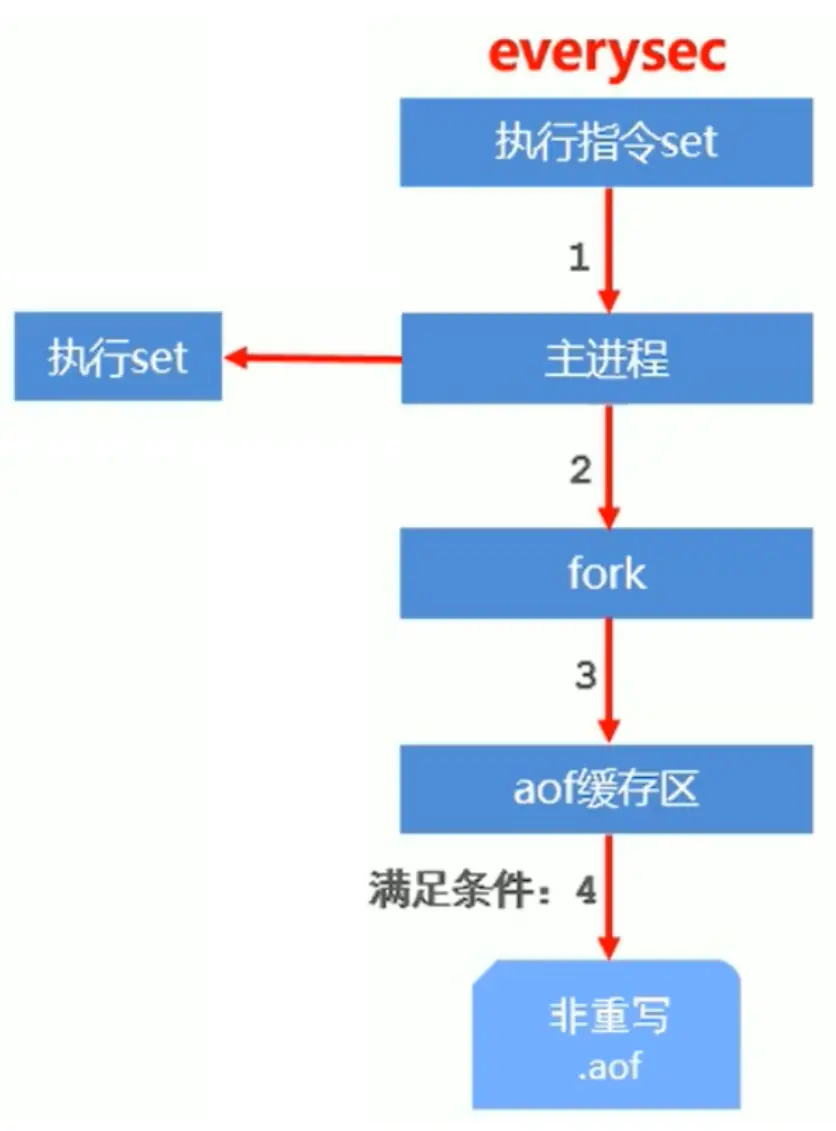 everysec
执行指令set
1
执行set
主进程
2
fork
3
aof缓存区
满足条件：4
非重写
.aof